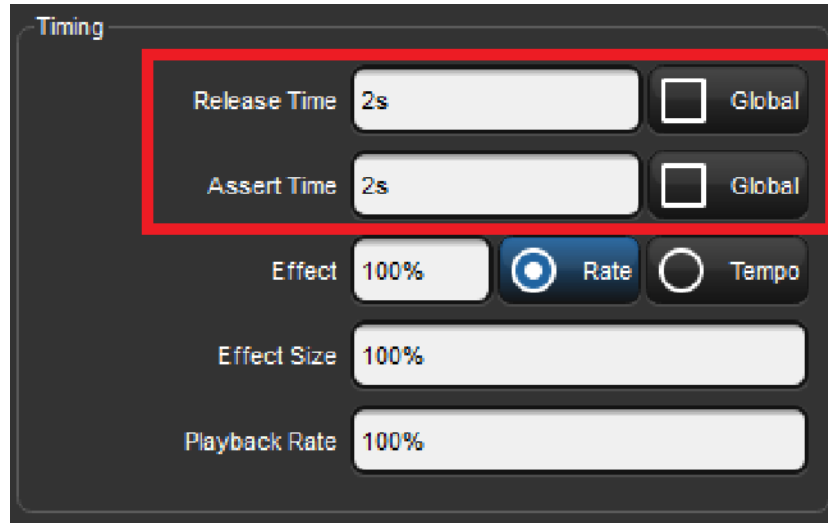 Timing
Release Time 2s Global
Assert Time 2s Global
Effect 100% Rate Tempo
Effect Size 100%
Playback Rate 100%